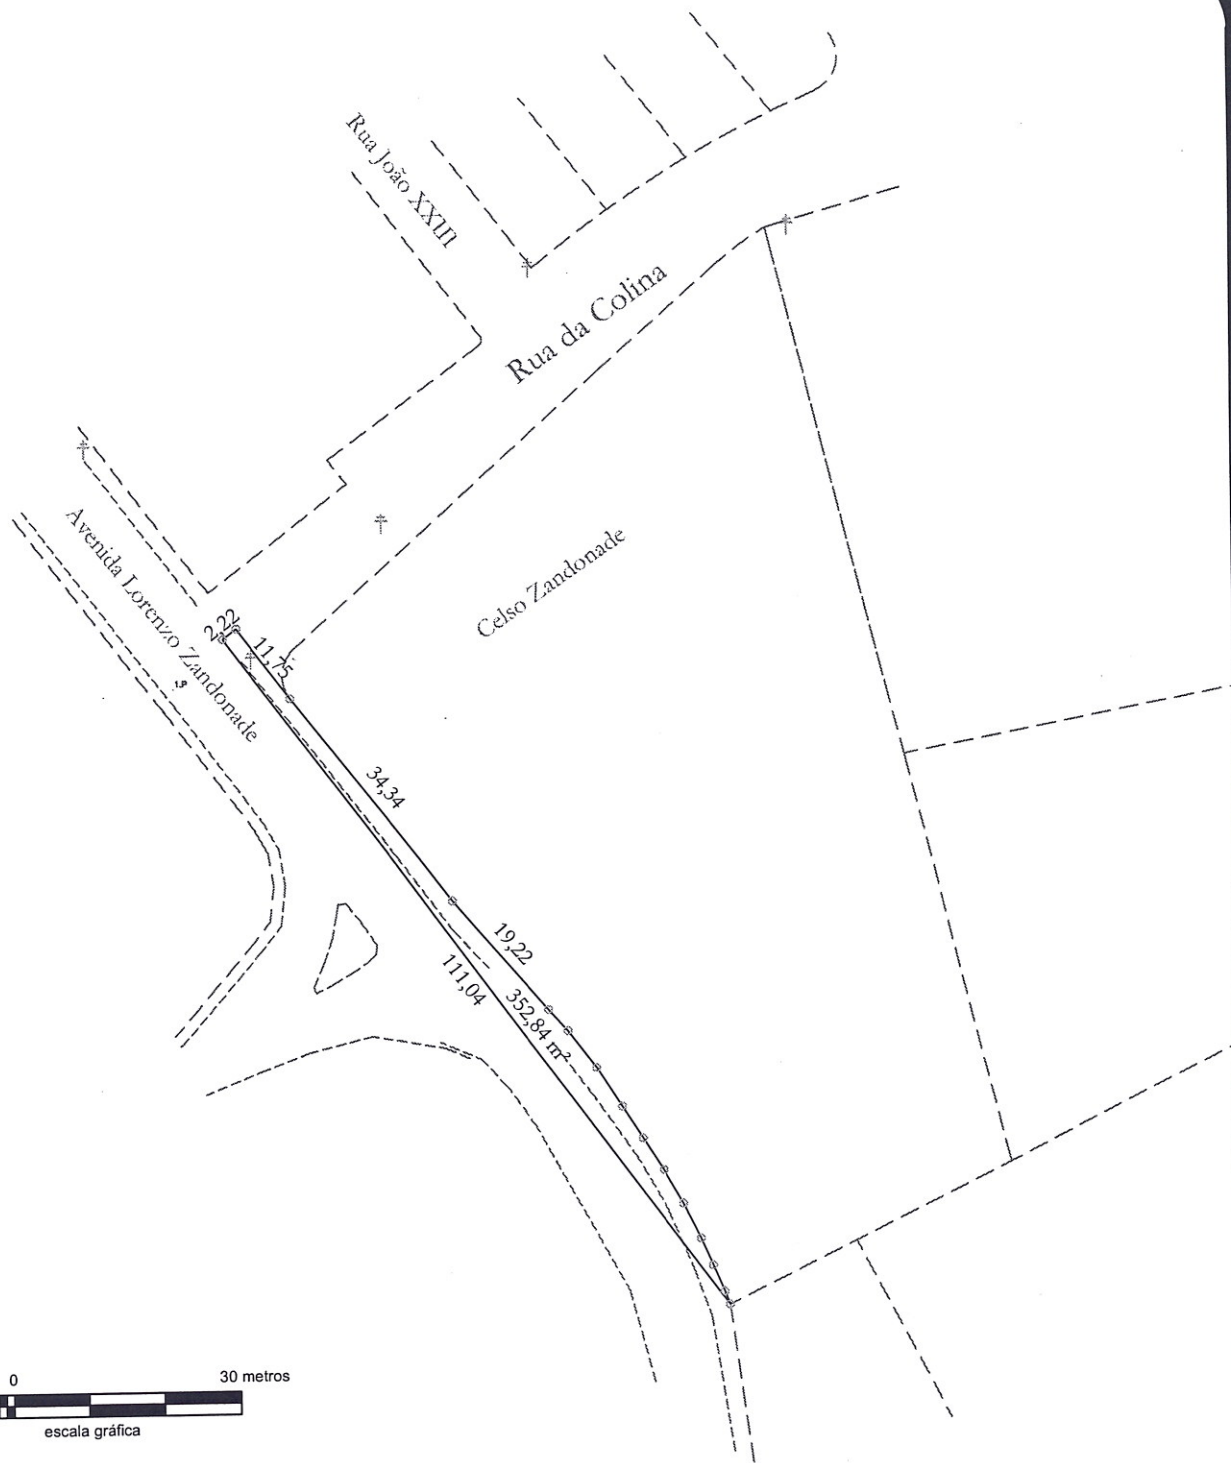 Rua João XXIII
Rua da Colina
Avenida Lorenzo Zandonade
Celso Zandonade
2,22
11,75
34,34
19,22
111,04
352,84 m²
0
30 metros
escala gráfica